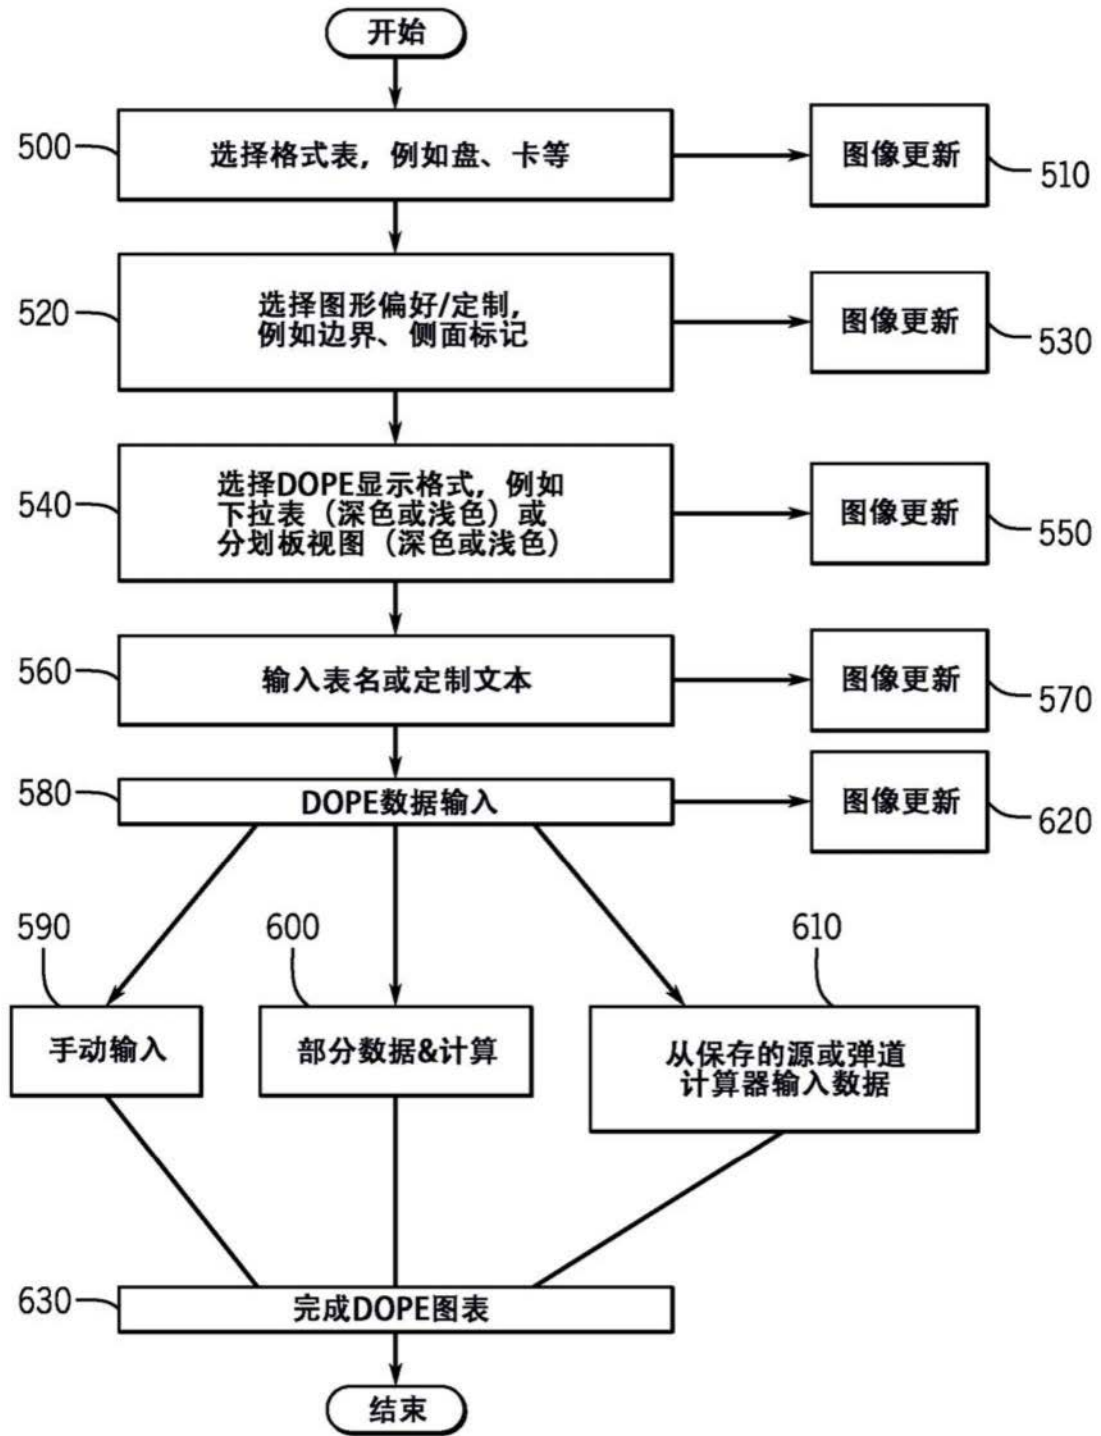 开始
500
选择格式表，例如盘、卡等
图像更新
510
520
选择图形偏好/定制，
例如边界、侧面标记
图像更新
530
540
选择DOPE显示格式，例如
下拉表（深色或浅色）或
分划板视图（深色或浅色）
图像更新
550
560
输入表名或定制文本
图像更新
570
580
DOPE数据输入
图像更新
620
590
600
610
手动输入
部分数据&计算
从保存的源或弹道
计算器输入数据
630
完成DOPE图表
结束